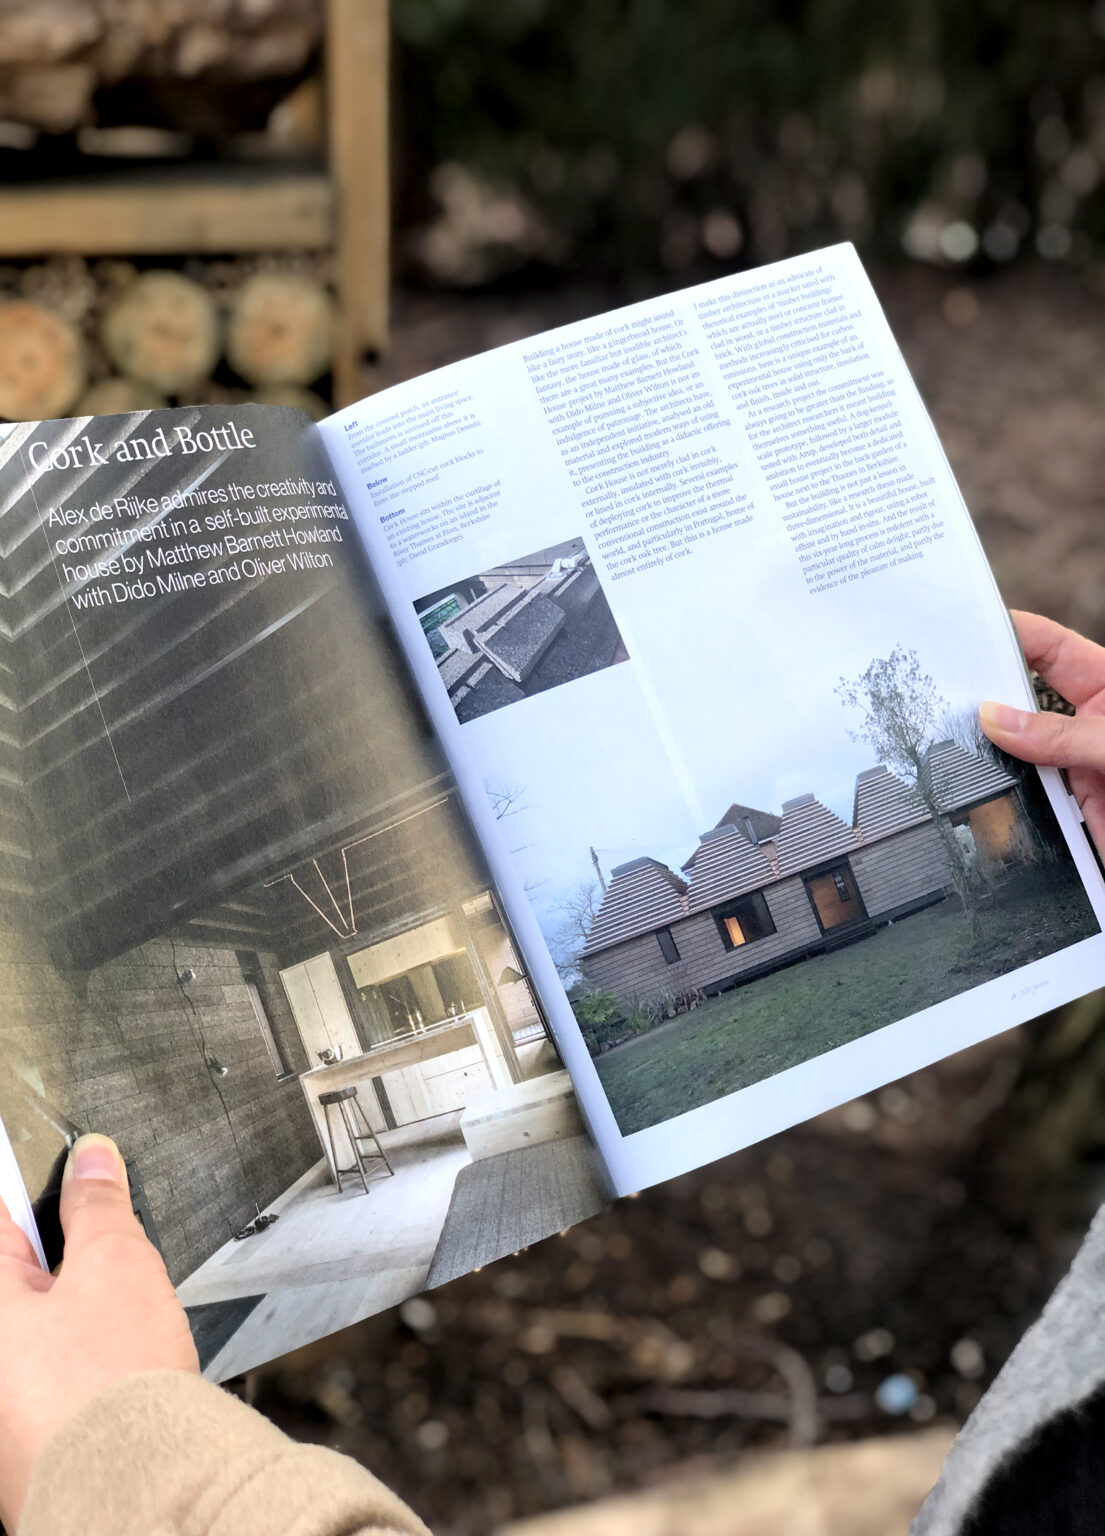 Cork and Bottle
Alex de Rijke admires the creativity and
commitment in a self-built experimental
house by Matthew Barnett Howland
with Dido Milne and Oliver Wilton
Left
From the covered porch, an entrance
corridor leads into the main living space.
The bathroom is accessed off this
corridor. A small mezzanine above it is
reached by a ladder (ph: Magnus Dennis).
Below
Installation of CNC-cut cork blocks to
form the stepped roof.
Bottom
Cork House sits within the curtilage of
an existing house. The site is adjacent
to a waterworks on an island in the
River Thames at Eton, Berkshire
(ph: David Grandorge).
Building a house made of cork might sound
like a fairy story, like a gingerbread house. Or
like the more familiar but inedible architect's
fantasy, the house made of glass, of which
there are a great many examples. But the Cork
House project by Matthew Barnett Howland
with Dido Milne and Oliver Wilton is not an
example of pursuing a subjective idea, or an
indulgence of patronage. The architects have,
as an independent initiative, analysed an old
material and explored modern ways of using
it, presenting the building as a didactic offering
to the construction industry.
Cork House is not merely clad in cork
externally, insulated with cork invisibly,
or lined in cork internally. Several examples
of deploying cork to improve the thermal
performance or the character of a more
conventional construction exist around the
world, and particularly in Portugal, home of
the cork oak tree. But this is a house made
almost entirely of cork.
I make this distinction as an advocate of
timber architecture in a market sated with
rhetorical examples of 'timber buildings'
which are actually steel or concrete frames
clad in wood, or a timber structure clad in
brick. With global construction materials and
methods increasingly criticised for carbon
emissions, here is a unique example of an
experimental house using only the bark of
cork oak trees as solid structure, insulation
and finish, inside and out.
As a research project the commitment was
always going to be greater than the funding, so
for the architect researchers it meant building
themselves something useful. A dog-kennel-
scale prototype, followed by a larger module
tested with Arup, developed both detail and
ambition to eventually become a dedicated
small house project in the back garden of a
house next to the Thames in Berkshire.
But the building is not just a lesson in
sustainability, like a research thesis made
three-dimensional. It is a beautiful house, built
with invention and rigour, using a robot
offsite and by hand in-situ. And the result of
this six-year-long process is redolent with a
particular quality of calm delight, partly due
to the power of the material, and partly the
evidence of the pleasure of making.